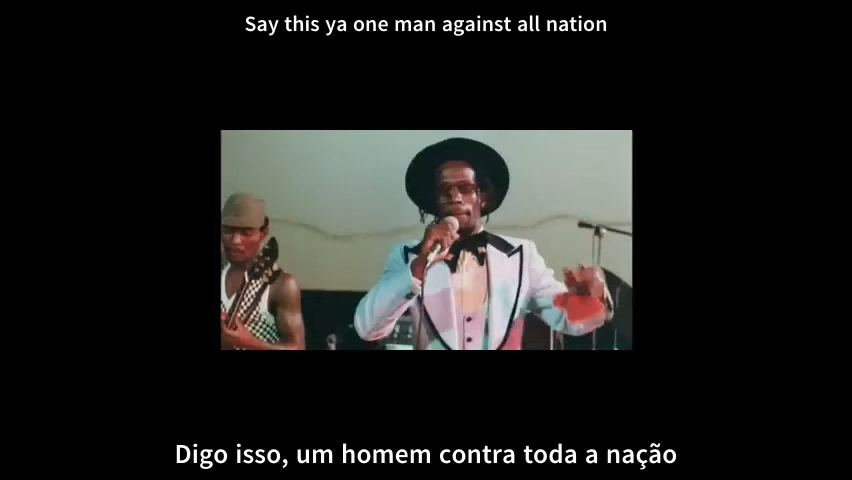 Say this ya one man against all nation
Digo isso, um homem contra toda a nação